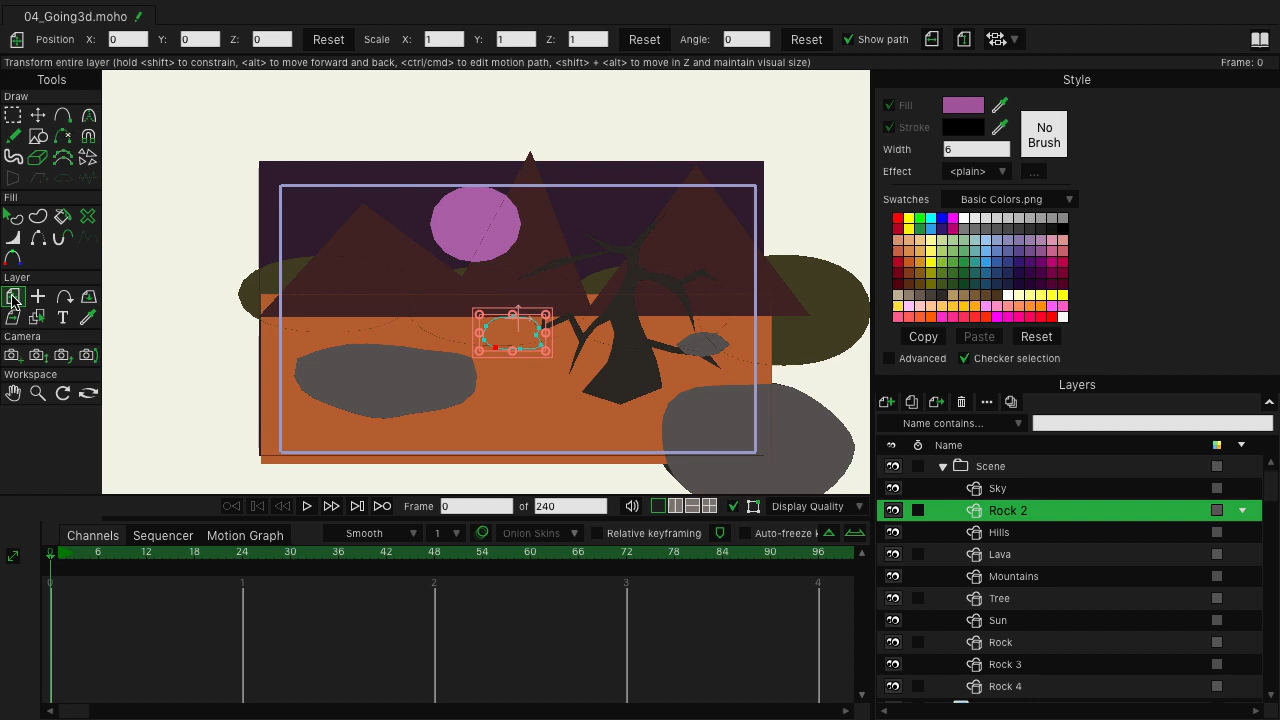 04_Going3d.moho
Position X: 0 Y: 0 Z: 0 Reset Scale X: 1 Y: 1 Z: 1 Reset Angle: 0 Reset Show path
Transform entire layer (hold <shift> to constrain, <alt> to move forward and back, <ctrl/cmd> to edit motion path, <shift> + <alt> to move in Z and maintain visual size) Frame: 0
Tools
Draw
Fill
Layer
Camera
Workspace
Style
Fill
Stroke
No Brush
Width 6
Effect <plain> ...
Swatches Basic Colors.png
Copy Paste Reset
Advanced Checker selection
Layers
Name contains...
Name
Scene
Sky
Rock 2
Hills
Lava
Mountains
Tree
Sun
Rock
Rock 3
Rock 4
Frame 0 of 240 Display Quality
Channels Sequencer Motion Graph Smooth 1 Onion Skins Relative keyframing Auto-freeze k
0 6 12 18 24 30 36 42 48 54 60 66 72 78 84 90 96
0 1 2 3 4